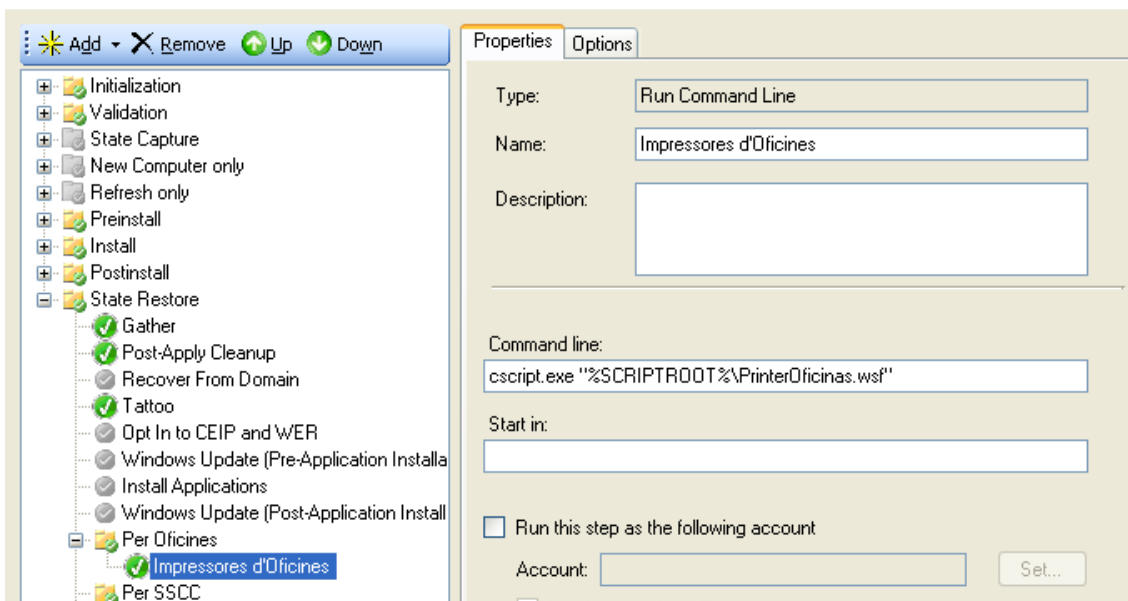 Add Remove Up Down
Initialization
Validation
State Capture
New Computer only
Refresh only
Preinstall
Install
Postinstall
State Restore
Gather
Post-Apply Cleanup
Recover From Domain
Tattoo
Opt In to CEIP and WER
Windows Update (Pre-Application Installa
Install Applications
Windows Update (Post-Application Install
Per Oficines
Impressores d'Oficines
Per SSCC
Properties Options
Type: Run Command Line
Name: Impressores d'Oficines
Description:
Command line:
cscript.exe "%SCRIPTROOT%\PrinterOficinas.wsf"
Start in:
Run this step as the following account
Account: Set...